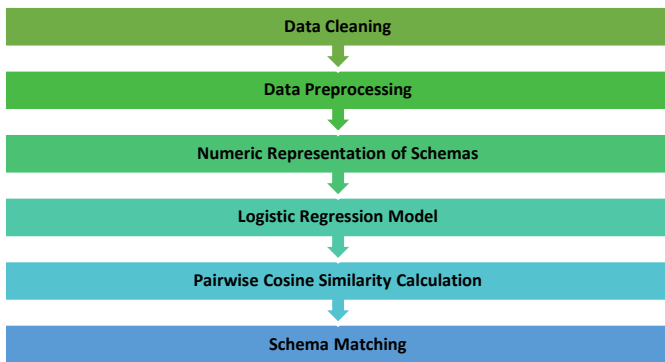 Data Cleaning
Data Preprocessing
Numeric Representation of Schemas
Logistic Regression Model
Pairwise Cosine Similarity Calculation
Schema Matching